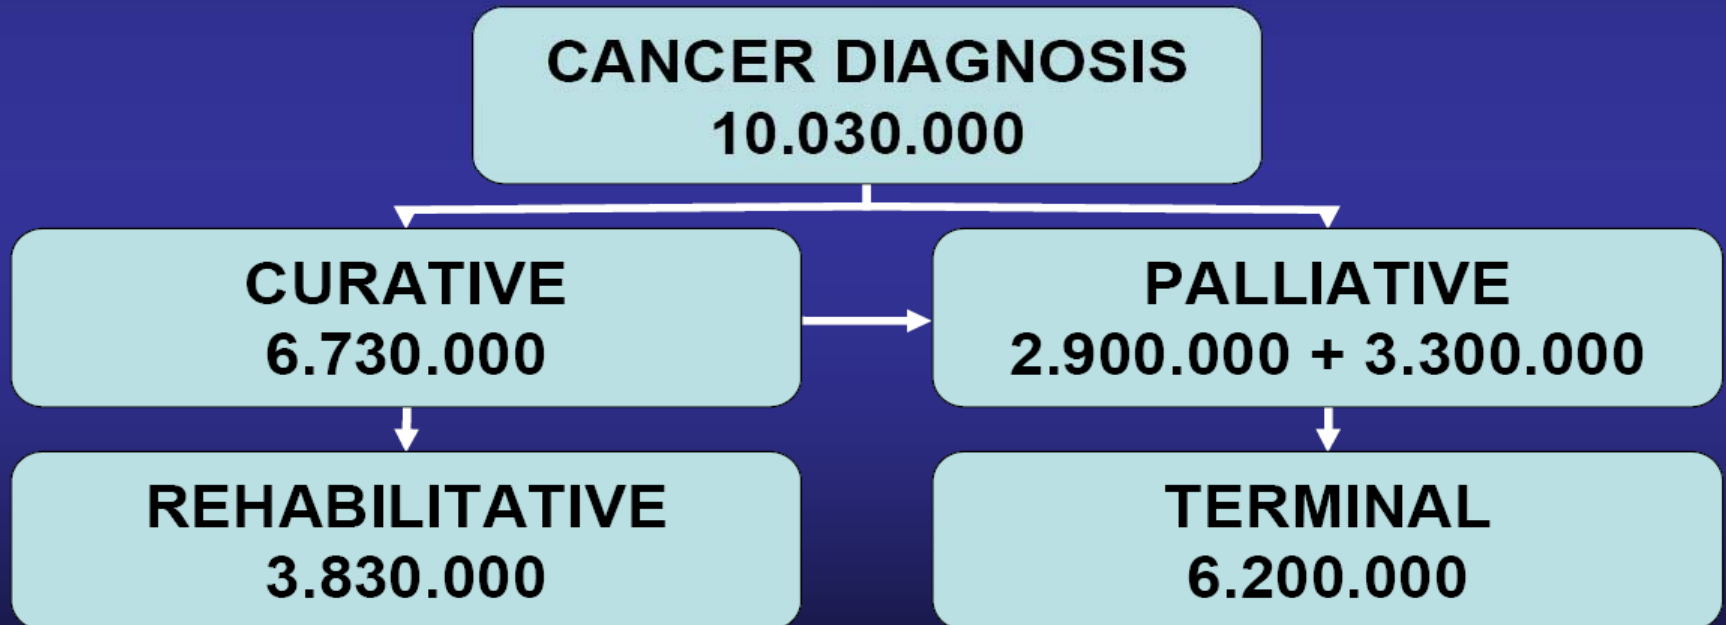 CANCER DIAGNOSIS
10.030.000
CURATIVE
6.730.000
PALLIATIVE
2.900.000 + 3.300.000
REHABILITATIVE
3.830.000
TERMINAL
6.200.000